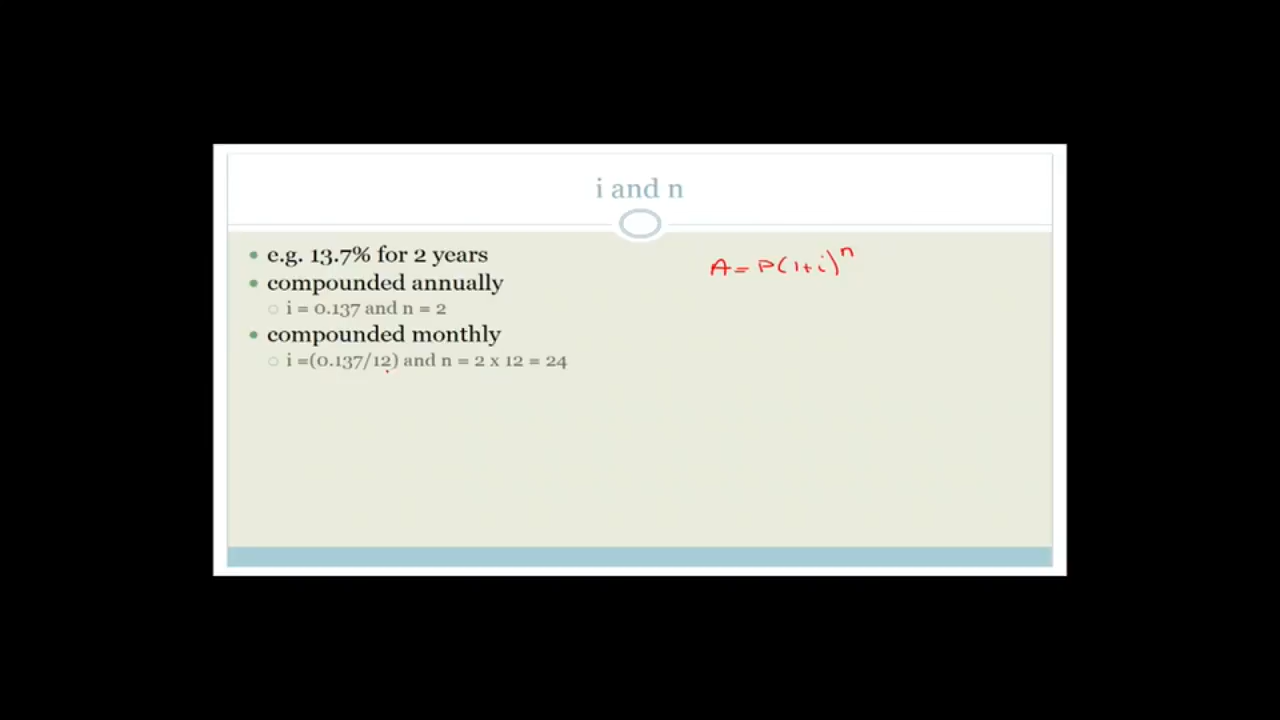 i and n
e.g. 13.7% for 2 years
A = P(1+i)^n
compounded annually
i = 0.137 and n = 2
compounded monthly
i =(0.137/12) and n = 2 x 12 = 24